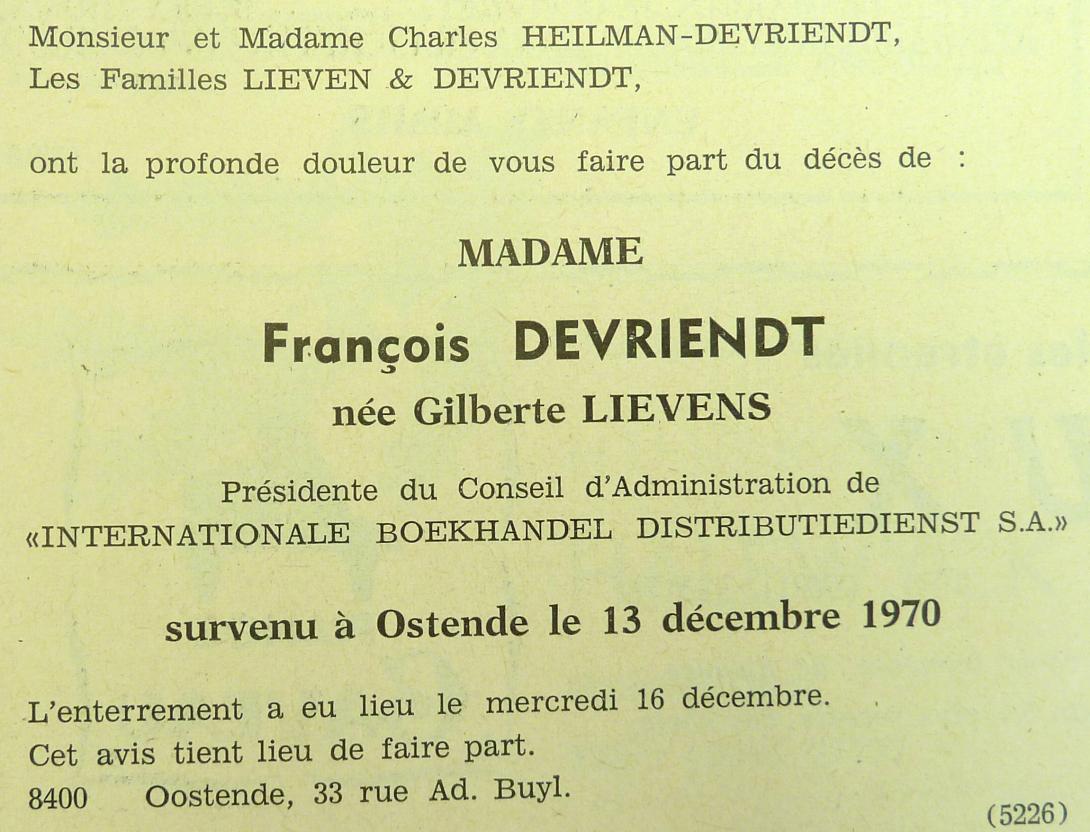 Monsieur et Madame Charles HEILMAN-DEVRIENDT,
Les Familles LIEVEN & DEVRIENDT,
ont la profonde douleur de vous faire part du décès de :
MADAME
François DEVRIENDT
née Gilberte LIEVENS
Présidente du Conseil d'Administration de
«INTERNATIONALE BOEKHANDEL DISTRIBUTIEDIENST S.A.»
survenu à Ostende le 13 décembre 1970
L'enterrement a eu lieu le mercredi 16 décembre.
Cet avis tient lieu de faire part.
8400 Oostende, 33 rue Ad. Buyl.
(5226)